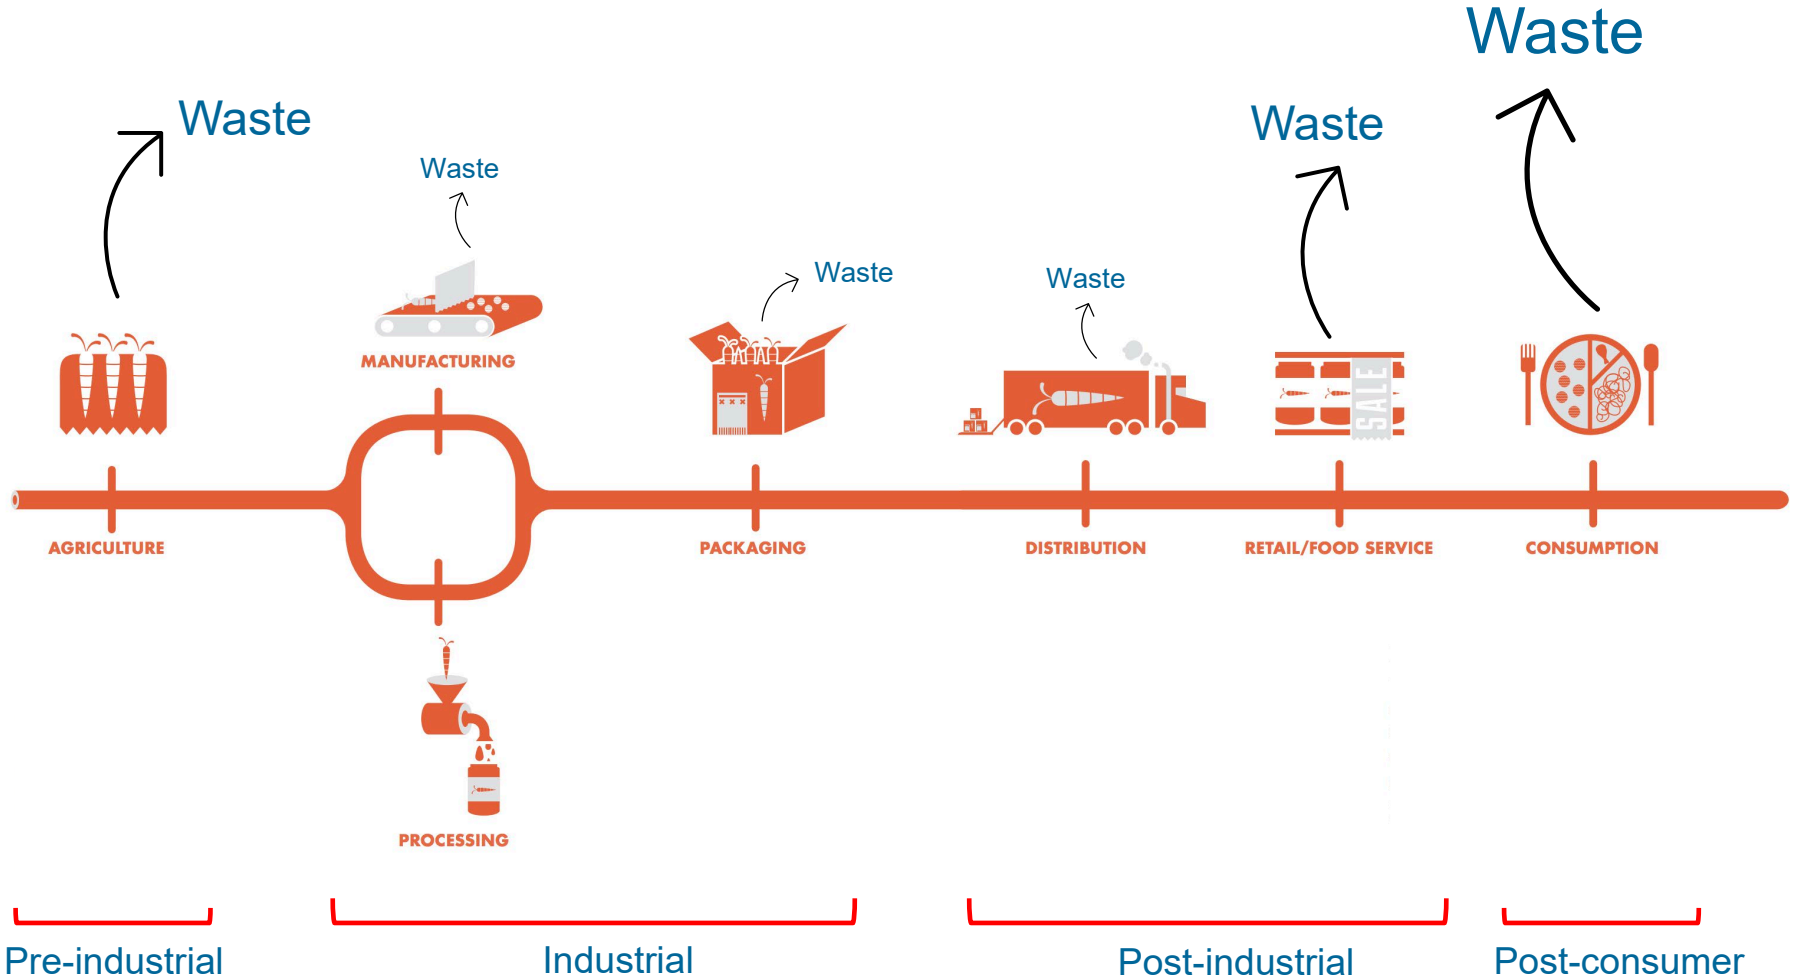 Waste
Waste
Waste
Waste
Waste
Waste
MANUFACTURING
SALE
AGRICULTURE
PACKAGING
DISTRIBUTION
RETAIL/FOOD SERVICE
CONSUMPTION
PROCESSING
Pre-industrial
Industrial
Post-industrial
Post-consumer